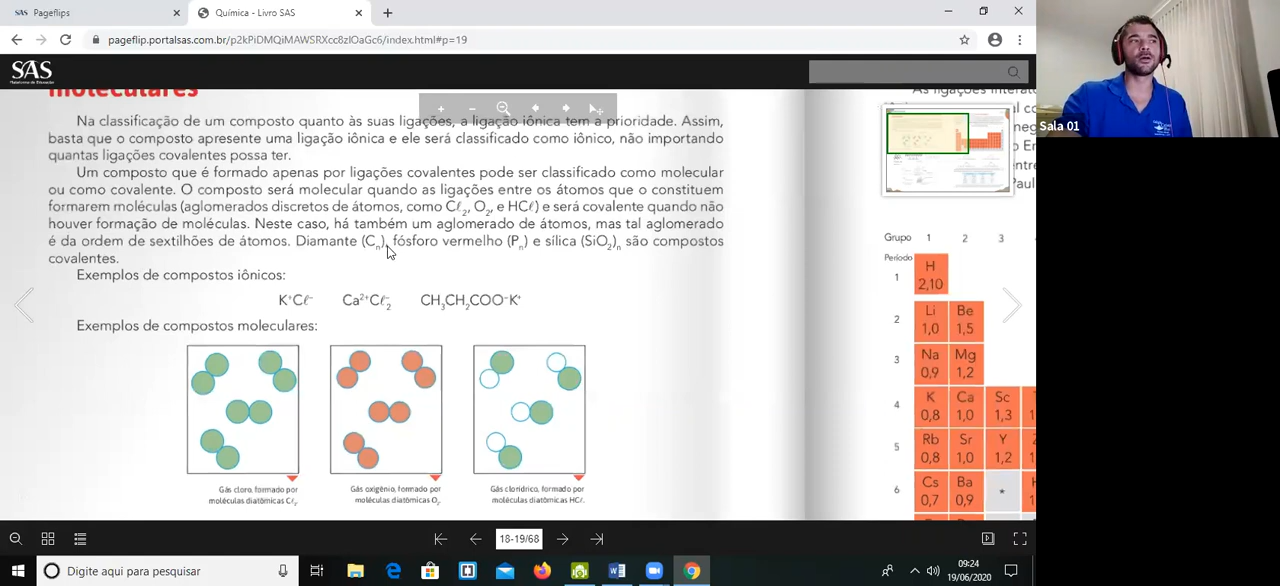 SAS Pageflips
Química - Livro SAS
pageflip.portalsas.com.br/p2kPiDMQiMAWSRXcc8zIOaGc6/index.html#p=19
SAS
moleculares
Na classificação de um composto quanto às suas ligações, a ligação iônica tem a prioridade. Assim,
basta que o composto apresente uma ligação iônica e ele será classificado como iônico, não importando
quantas ligações covalentes possa ter.
Um composto que é formado apenas por ligações covalentes pode ser classificado como molecular
ou como covalente. O composto será molecular quando as ligações entre os átomos que o constituem
formarem moléculas (aglomerados discretos de átomos, como Cℓ₂, O₂, e HCℓ) e será covalente quando não
houver formação de moléculas. Neste caso, há também um aglomerado de átomos, mas tal aglomerado
é da ordem de sextilhões de átomos. Diamante (Cₙ), fósforo vermelho (Pₙ) e sílica (SiO₂)ₙ são compostos
covalentes.
Exemplos de compostos iônicos:
K⁺Cℓ⁻ Ca²⁺Cℓ₂⁻ CH₃CH₂COO⁻K⁺
Exemplos de compostos moleculares:
Gás cloro, formado por
moléculas diatômicas Cℓ₂.
Gás oxigênio, formado por
moléculas diatômicas O₂.
Gás clorídrico, formado por
moléculas diatômicas HCℓ.
As ligações interat
Grupo 1 2 3
Período
1 H 2,10
2 Li 1,0 Be 1,5
3 Na 0,9 Mg 1,2
4 K 0,8 Ca 1,0 Sc 1,3
5 Rb 0,8 Sr 1,0 Y 1,2
6 Cs 0,7 Ba 0,9 *
Sala 01
18-19/68
Digite aqui para pesquisar
09:24
19/06/2020